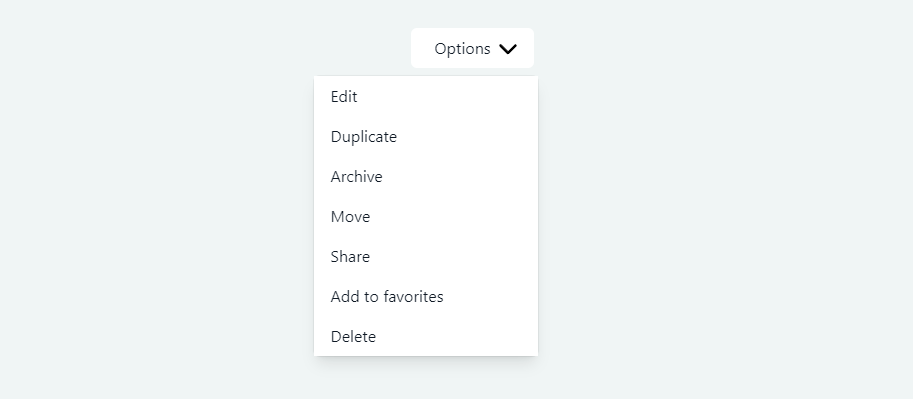 Options
Edit
Duplicate
Archive
Move
Share
Add to favorites
Delete